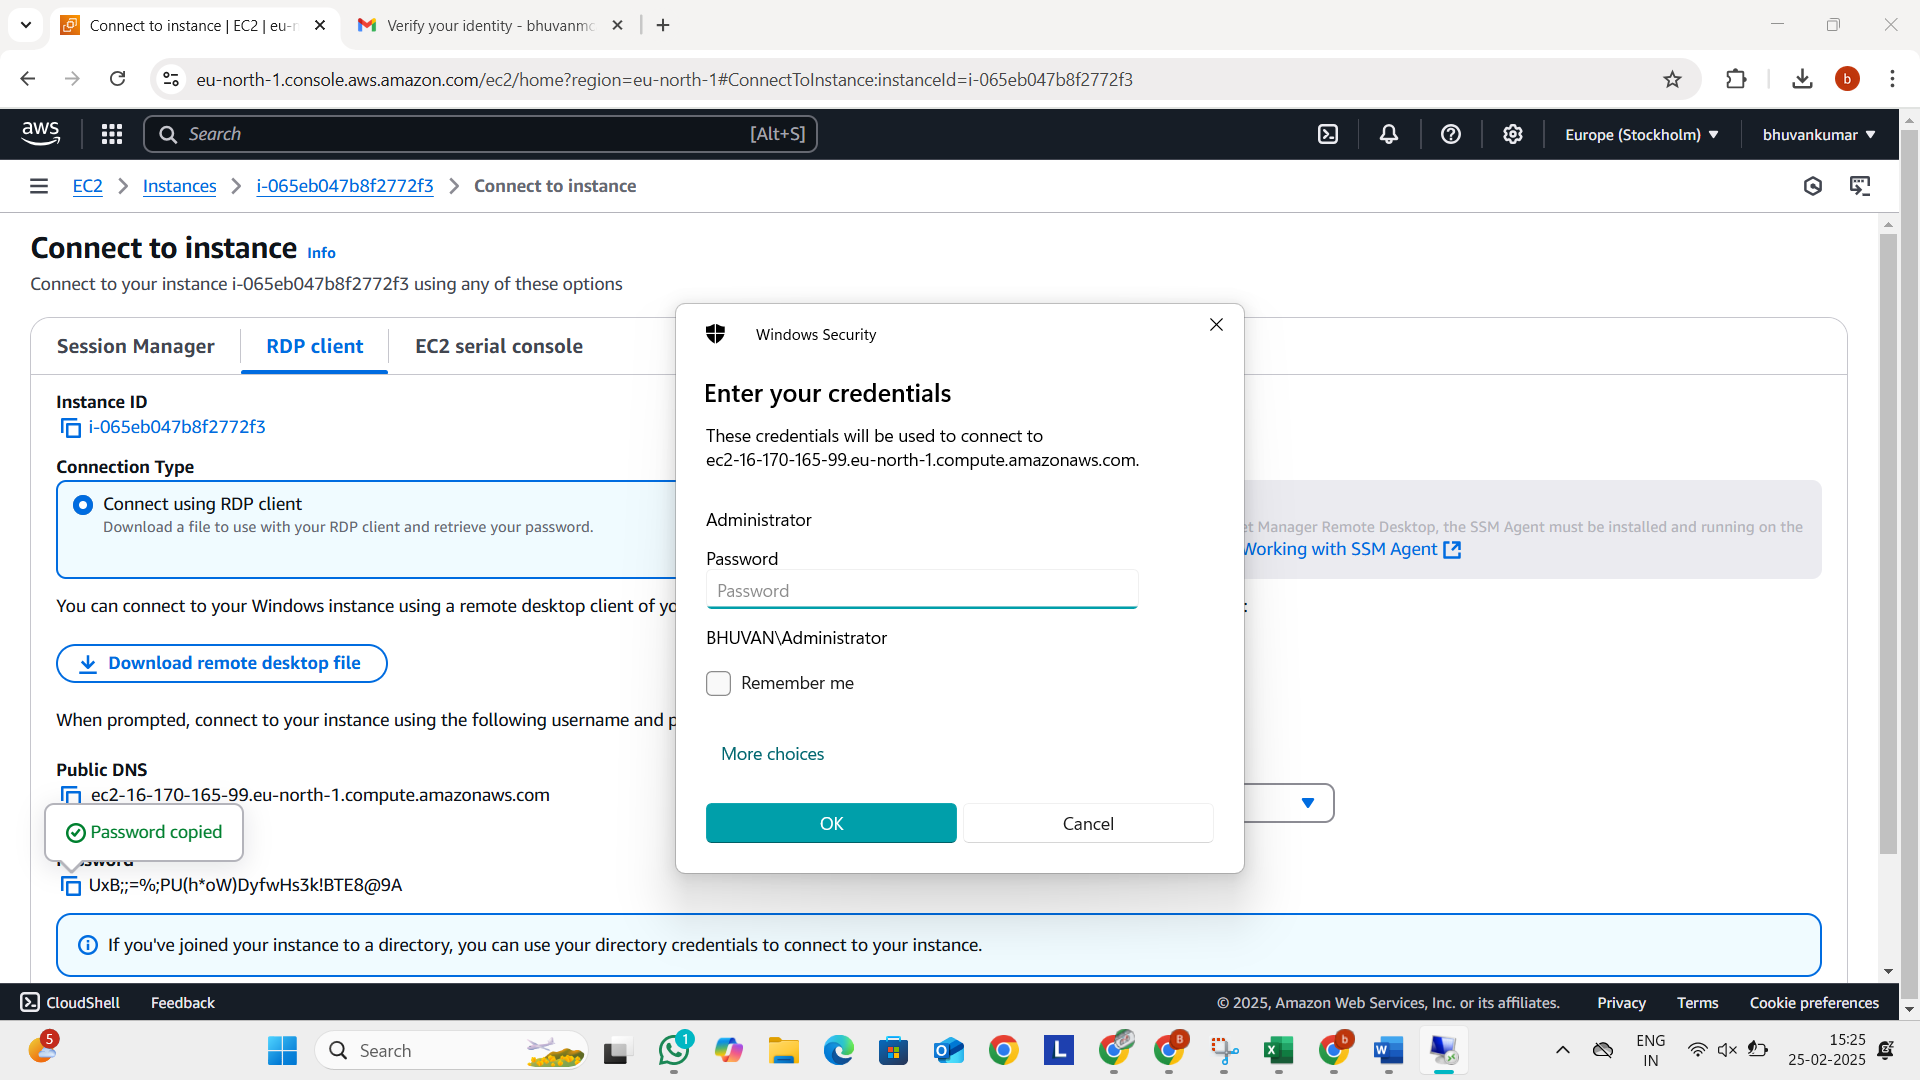 Connect to instance | EC2 | eu-n
Verify your identity - bhuvanmc
eu-north-1.console.aws.amazon.com/ec2/home?region=eu-north-1#ConnectToInstance:instanceId=i-065eb047b8f2772f3
b
aws
Search
[Alt+S]
Europe (Stockholm)
bhuvankumar
EC2
Instances
i-065eb047b8f2772f3
Connect to instance
Connect to instance Info
Connect to your instance i-065eb047b8f2772f3 using any of these options
Session Manager
RDP client
EC2 serial console
Instance ID
i-065eb047b8f2772f3
Connection Type
Connect using RDP client
Download a file to use with your RDP client and retrieve your password.
et Manager Remote Desktop, the SSM Agent must be installed and running on the
Working with SSM Agent
You can connect to your Windows instance using a remote desktop client of yo
:
Download remote desktop file
When prompted, connect to your instance using the following username and p
Public DNS
ec2-16-170-165-99.eu-north-1.compute.amazonaws.com
Password copied
Password
UxB;;=%;PU(h*oW)DyfwHs3k!BTE8@9A
If you've joined your instance to a directory, you can use your directory credentials to connect to your instance.
Windows Security
Enter your credentials
These credentials will be used to connect to
ec2-16-170-165-99.eu-north-1.compute.amazonaws.com.
Administrator
Password
Password
BHUVAN\Administrator
Remember me
More choices
OK
Cancel
CloudShell
Feedback
© 2025, Amazon Web Services, Inc. or its affiliates.
Privacy
Terms
Cookie preferences
5
Search
1
L
B
b
ENG
IN
15:25
25-02-2025